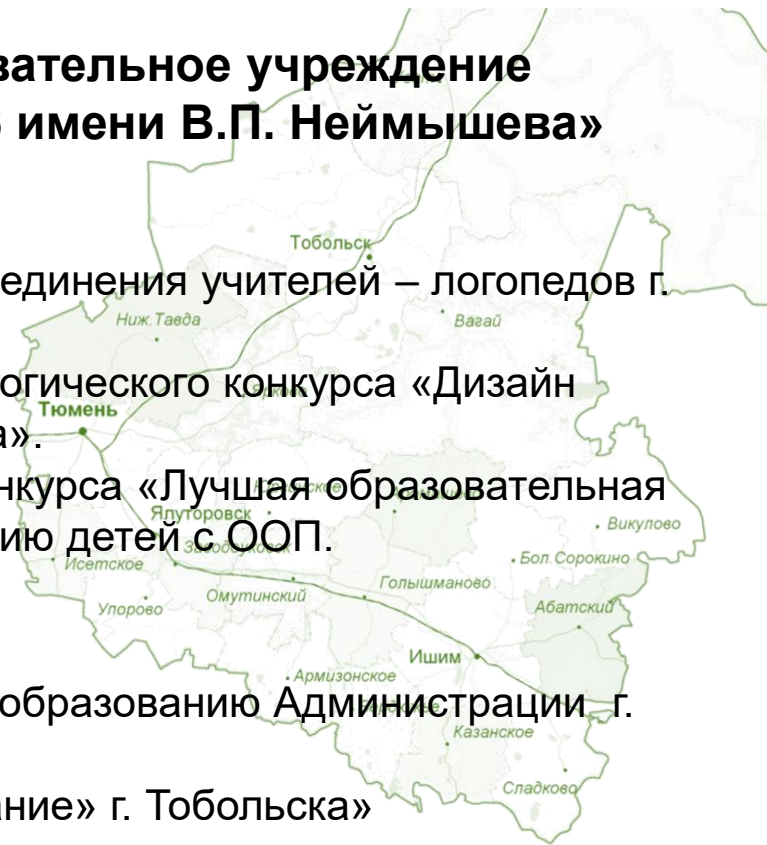 вательное учреждение
имени В.П. Неймышева»
Тобольск
единения учителей – логопедов г.
Ниж.Тавда
Вагай
огического конкурса «Дизайн
Тюмень
а».
нкурса «Лучшая образовательная
Ялуторовск
Викулово
ию детей с ООП.
Исетское
Бол.Сорокино
Голышманово
Омутинский
Упорово
Абатский
Ишим
Армизонское
образованию Администрации г.
Казанское
Сладково
ание» г. Тобольска»